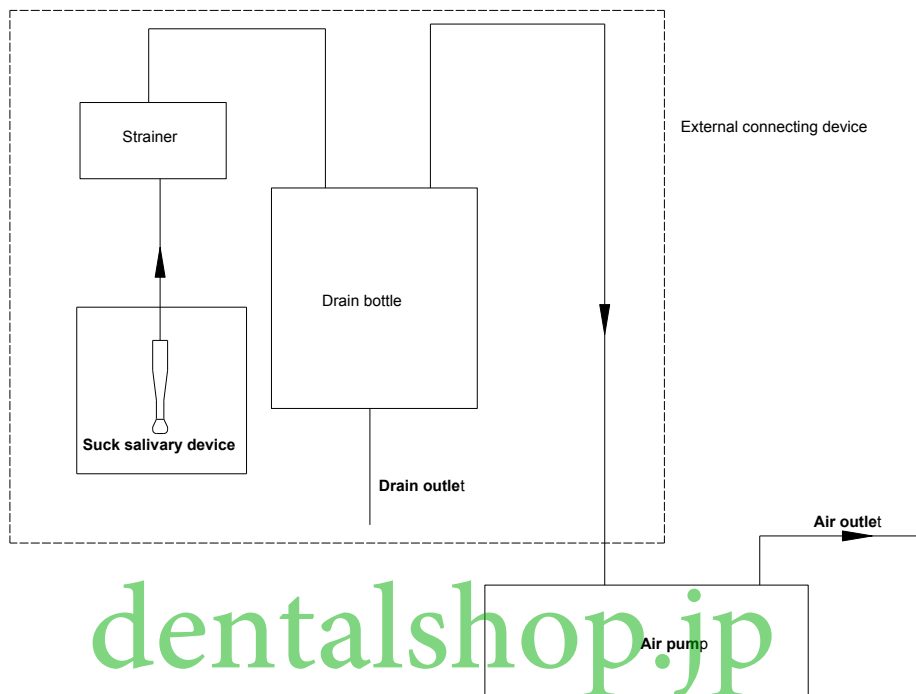 Strainer
External connecting device
Drain bottle
Suck salivary device
Drain outlet
Air outlet
dentalshop.jp
Air pump